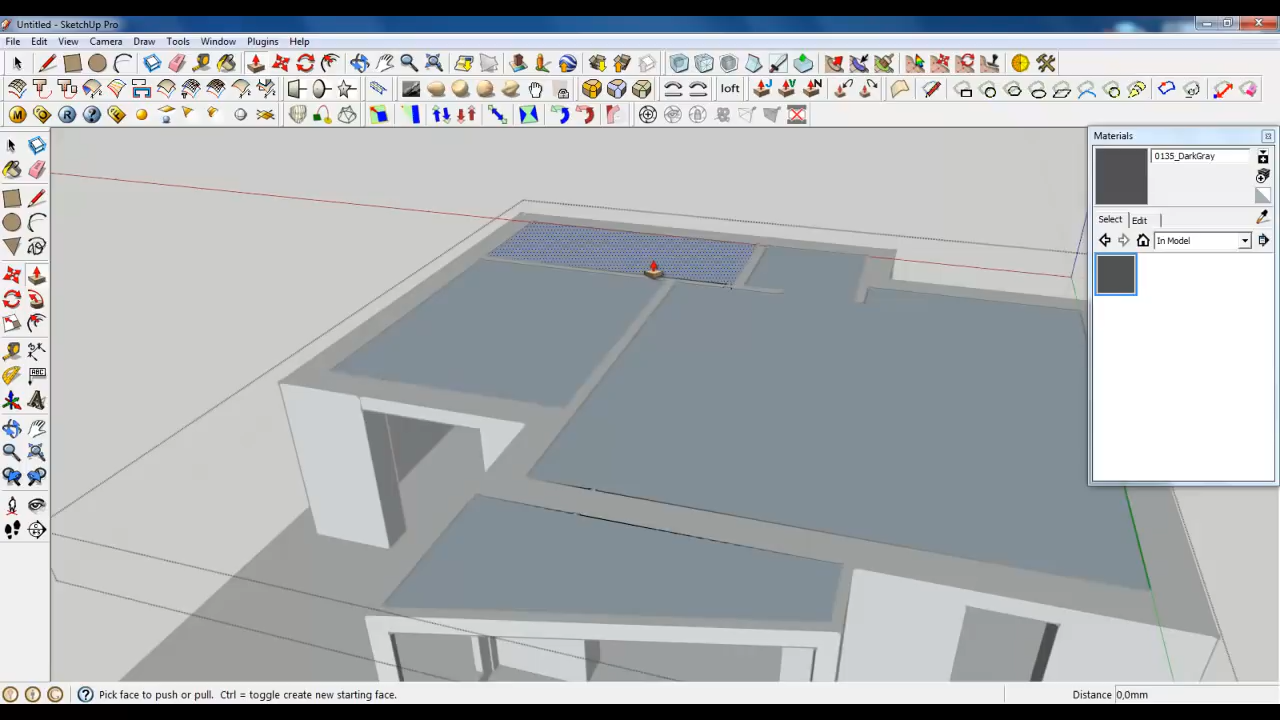 Untitled - SketchUp Pro
File Edit View Camera Draw Tools Window Plugins Help
loft
M O R ? E
Materials
0135_DarkGray
Select Edit
In Model
ABC
Pick face to push or pull. Ctrl = toggle create new starting face.
Distance 0,0mm